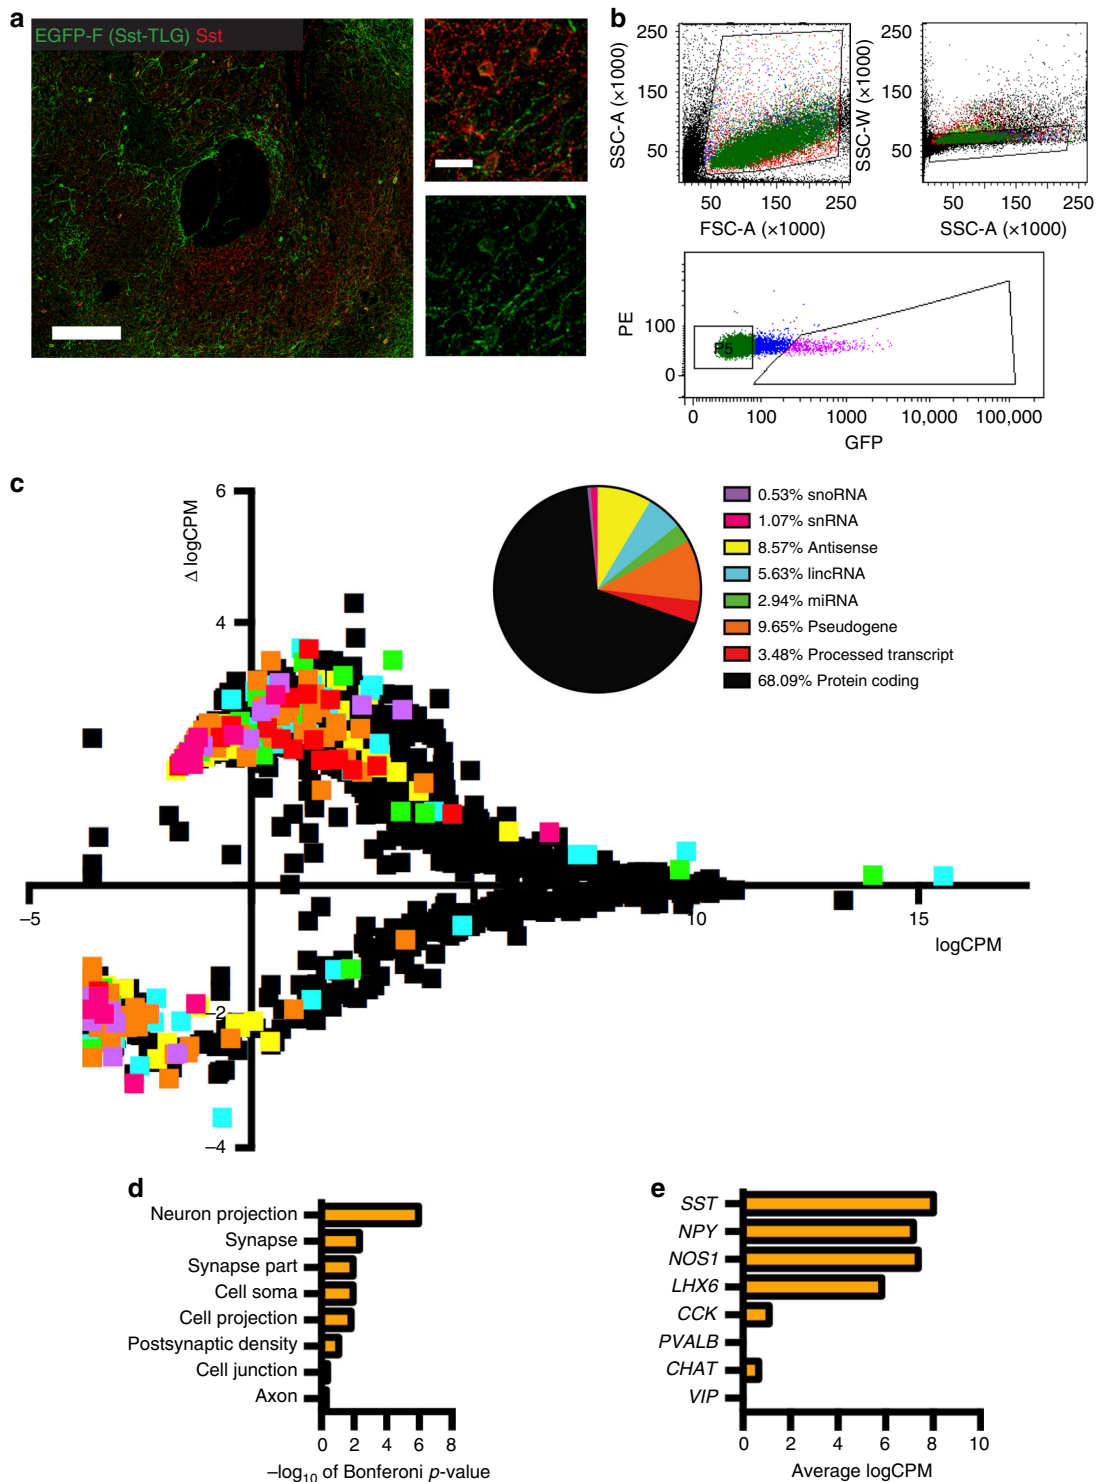 a
EGFP-F (Sst-TLG) Sst
b
250
150
50
SSC-A (×1000)
50 150 250
FSC-A (×1000)
250
150
50
SSC-W (×1000)
50 150 250
SSC-A (×1000)
PE
100
0
P5
0 100 1000 10,000 100,000
GFP
c
6
Δ logCPM
4
–2
–4
–5
10
15
logCPM
0.53% snoRNA
1.07% snRNA
8.57% Antisense
5.63% lincRNA
2.94% miRNA
9.65% Pseudogene
3.48% Processed transcript
68.09% Protein coding
d
Neuron projection
Synapse
Synapse part
Cell soma
Cell projection
Postsynaptic density
Cell junction
Axon
0 2 4 6 8
–log10 of Bonferoni p-value
e
SST
NPY
NOS1
LHX6
CCK
PVALB
CHAT
VIP
0 2 4 6 8 10
Average logCPM